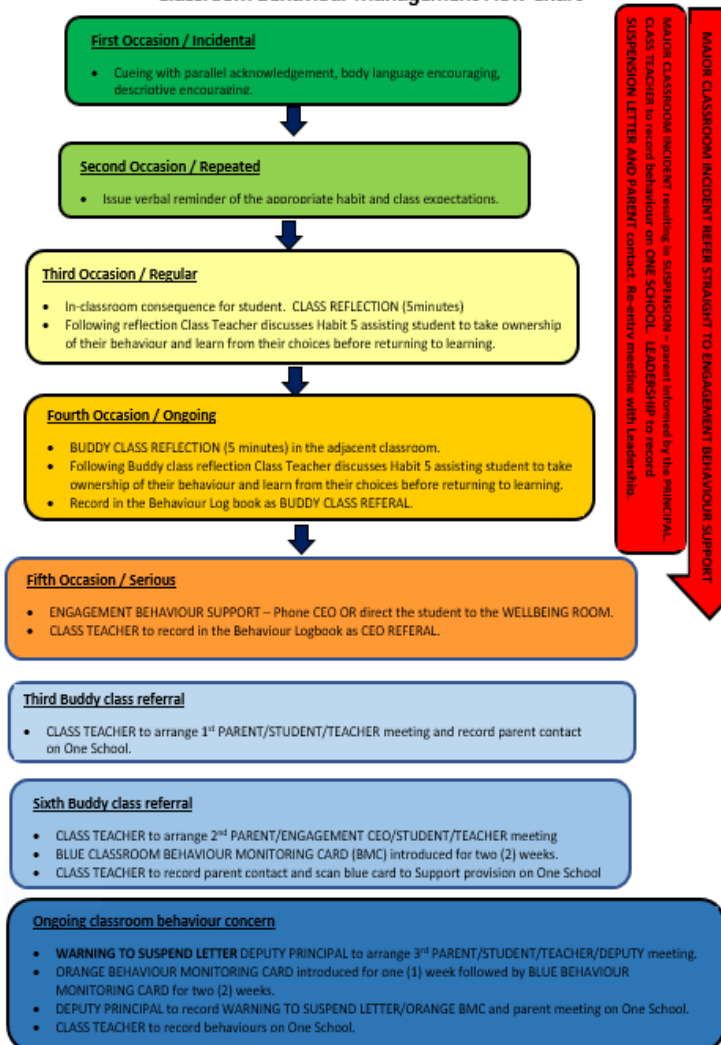 Classroom Behaviour Management Flow Chart
First Occasion / Incidental
• Cueing with parallel acknowledgement, body language encouraging,
descriptive encouraging.
Second Occasion / Repeated
• Issue verbal reminder of the appropriate habit and class expectations.
Third Occasion / Regular
• In-classroom consequence for student. CLASS REFLECTION (5minutes)
• Following reflection Class Teacher discusses Habit 5 assisting student to take ownership
of their behaviour and learn from their choices before returning to learning.
Fourth Occasion / Ongoing
• BUDDY CLASS REFLECTION (5 minutes) in the adjacent classroom.
• Following Buddy class reflection Class Teacher discusses Habit 5 assisting student to take
ownership of their behaviour and learn from their choices before returning to learning.
• Record in the Behaviour Log book as BUDDY CLASS REFERAL.
Fifth Occasion / Serious
• ENGAGEMENT BEHAVIOUR SUPPORT – Phone CEO OR direct the student to the WELLBEING ROOM.
• CLASS TEACHER to record in the Behaviour Logbook as CEO REFERAL.
Third Buddy class referral
• CLASS TEACHER to arrange 1st PARENT/STUDENT/TEACHER meeting and record parent contact
on One School.
Sixth Buddy class referral
• CLASS TEACHER to arrange 2nd PARENT/ENGAGEMENT CEO/STUDENT/TEACHER meeting
• BLUE CLASSROOM BEHAVIOUR MONITORING CARD (BMC) introduced for two (2) weeks.
• CLASS TEACHER to record parent contact and scan blue card to Support provision on One School
Ongoing classroom behaviour concern
• WARNING TO SUSPEND LETTER DEPUTY PRINCIPAL to arrange 3rd PARENT/STUDENT/TEACHER/DEPUTY meeting.
• ORANGE BEHAVIOUR MONITORING CARD introduced for one (1) week followed by BLUE BEHAVIOUR
MONITORING CARD for two (2) weeks.
• DEPUTY PRINCIPAL to record WARNING TO SUSPEND LETTER/ORANGE BMC and parent meeting on One School.
• CLASS TEACHER to record behaviours on One School.
MAJOR CLASSROOM INCIDENT REFER STRAIGHT TO ENGAGEMENT BEHAVIOUR SUPPORT
MAJOR CLASSROOM INCIDENT resulting in SUSPENSION – parent informed by the PRINCIPAL.
CLASS TEACHER to record behaviour on ONE SCHOOL. LEADERSHIP to record
SUSPENSION LETTER AND PARENT contact. Re-entry meeting with Leadership.